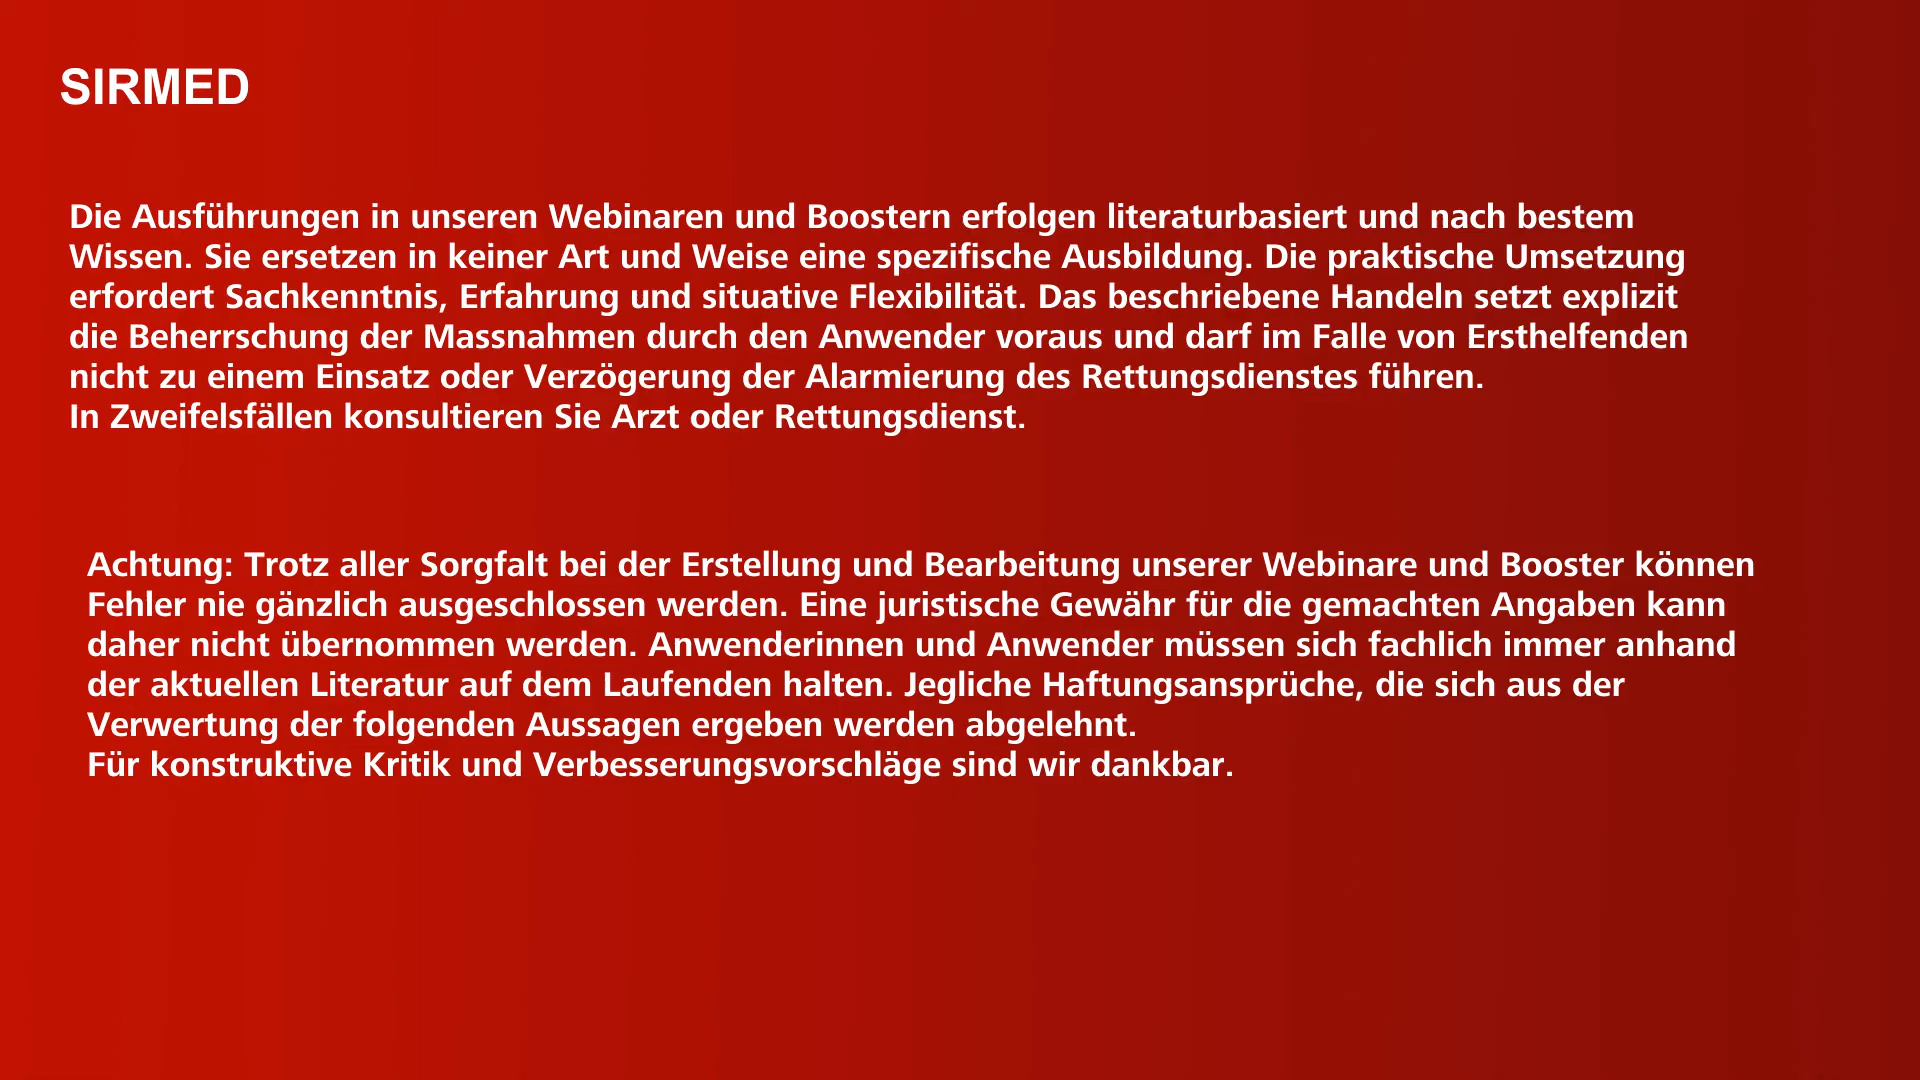 SIRMED
Die Ausführungen in unseren Webinaren und Boostern erfolgen literaturbasiert und nach bestem
Wissen. Sie ersetzen in keiner Art und Weise eine spezifische Ausbildung. Die praktische Umsetzung
erfordert Sachkenntnis, Erfahrung und situative Flexibilität. Das beschriebene Handeln setzt explizit
die Beherrschung der Massnahmen durch den Anwender voraus und darf im Falle von Ersthelfenden
nicht zu einem Einsatz oder Verzögerung der Alarmierung des Rettungsdienstes führen.
In Zweifelsfällen konsultieren Sie Arzt oder Rettungsdienst.
Achtung: Trotz aller Sorgfalt bei der Erstellung und Bearbeitung unserer Webinare und Booster können
Fehler nie gänzlich ausgeschlossen werden. Eine juristische Gewähr für die gemachten Angaben kann
daher nicht übernommen werden. Anwenderinnen und Anwender müssen sich fachlich immer anhand
der aktuellen Literatur auf dem Laufenden halten. Jegliche Haftungsansprüche, die sich aus der
Verwertung der folgenden Aussagen ergeben werden abgelehnt.
Für konstruktive Kritik und Verbesserungsvorschläge sind wir dankbar.